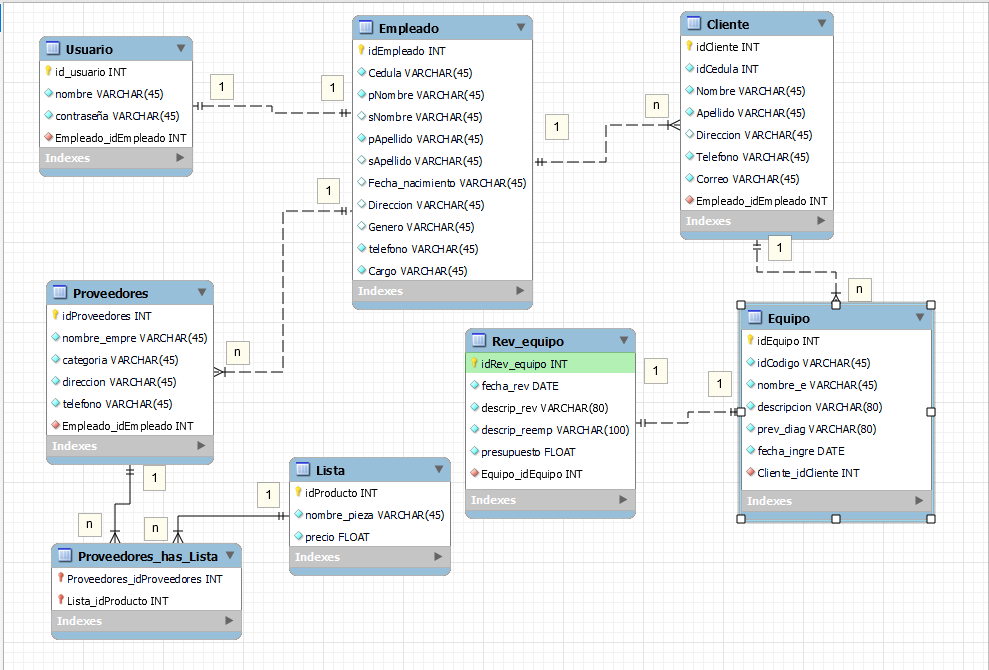 Usuario
id_usuario INT
nombre VARCHAR(45)
contraseña VARCHAR(45)
Empleado_idEmpleado INT
Indexes
1
1
Empleado
idEmpleado INT
Cedula VARCHAR(45)
pNombre VARCHAR(45)
sNombre VARCHAR(45)
pApellido VARCHAR(45)
sApellido VARCHAR(45)
Fecha_nacimiento VARCHAR(45)
Direccion VARCHAR(45)
Genero VARCHAR(45)
telefono VARCHAR(45)
Cargo VARCHAR(45)
Indexes
1
n
Cliente
idCliente INT
idCedula INT
Nombre VARCHAR(45)
Apellido VARCHAR(45)
Direccion VARCHAR(45)
Telefono VARCHAR(45)
Correo VARCHAR(45)
Empleado_idEmpleado INT
Indexes
1
n
1
n
Proveedores
idProveedores INT
nombre_empre VARCHAR(45)
categoria VARCHAR(45)
direccion VARCHAR(45)
telefono VARCHAR(45)
Empleado_idEmpleado INT
Indexes
Rev_equipo
idRev_equipo INT
fecha_rev DATE
descrip_rev VARCHAR(80)
descrip_reemp VARCHAR(100)
presupuesto FLOAT
Equipo_idEquipo INT
Indexes
1
1
Equipo
idEquipo INT
idCodigo VARCHAR(45)
nombre_e VARCHAR(45)
descripcion VARCHAR(80)
prev_diag VARCHAR(80)
fecha_ingre DATE
Cliente_idCliente INT
Indexes
1
n
n
1
Lista
idProducto INT
nombre_pieza VARCHAR(45)
precio FLOAT
Indexes
Proveedores_has_Lista
Proveedores_idProveedores INT
Lista_idProducto INT
Indexes